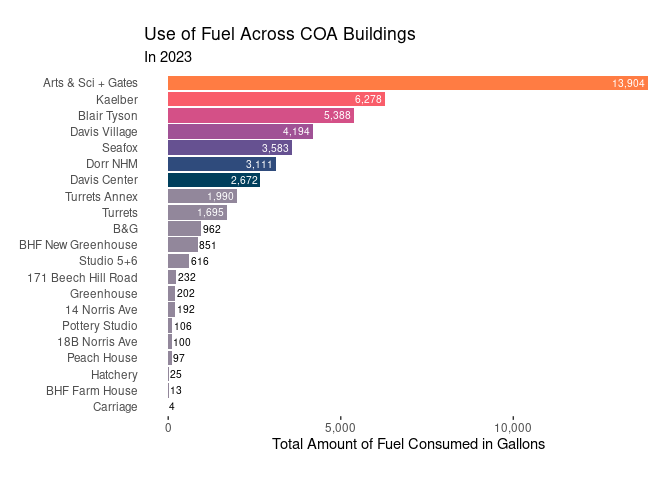 Use of Fuel Across COA Buildings
In 2023
Arts & Sci + Gates 13,904
Kaelber 6,278
Blair Tyson 5,388
Davis Village 4,194
Seafox 3,583
Dorr NHM 3,111
Davis Center 2,672
Turrets Annex 1,990
Turrets 1,695
B&G 962
BHF New Greenhouse 851
Studio 5+6 616
171 Beech Hill Road 232
Greenhouse 202
14 Norris Ave 192
Pottery Studio 106
18B Norris Ave 100
Peach House 97
Hatchery 25
BHF Farm House 13
Carriage 4
0 5,000 10,000
Total Amount of Fuel Consumed in Gallons